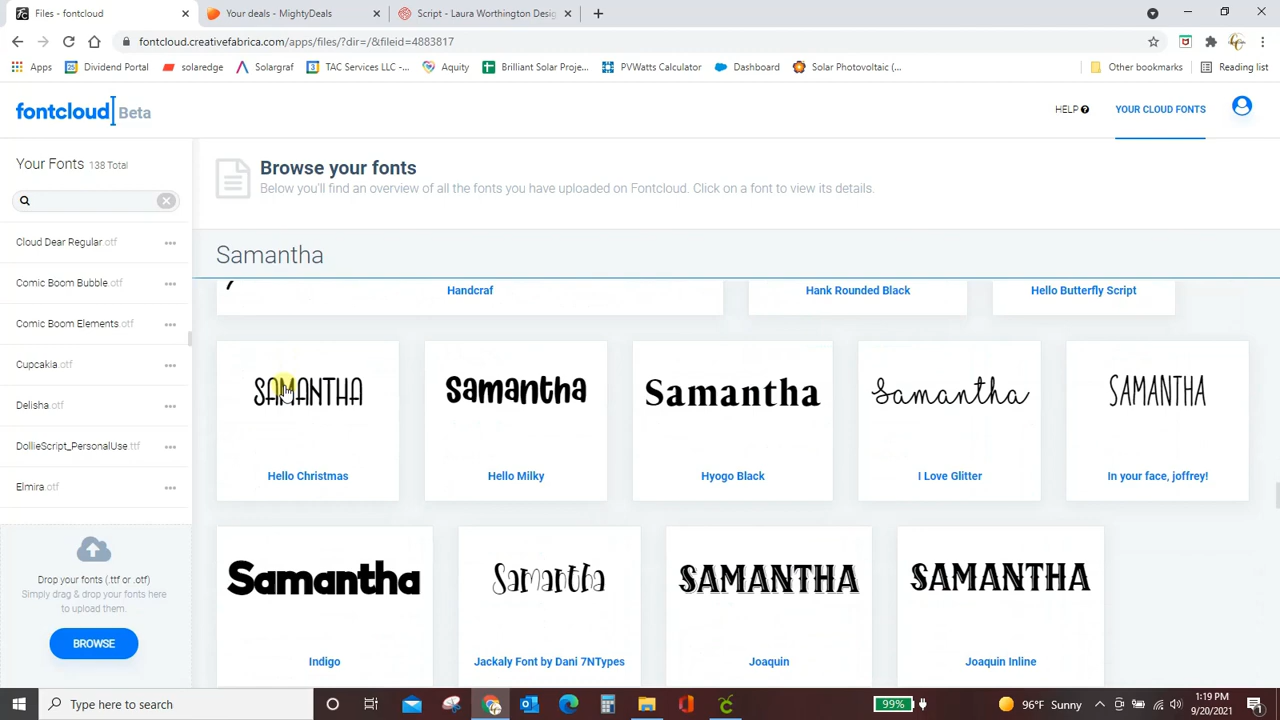 Files - fontcloud
Your deals - MightyDeals
Script - Laura Worthington Desig
fontcloud.creativefabrica.com/apps/files/?dir=/&fileid=4883817
Apps
Dividend Portal
solaredge
Solargraf
TAC Services LLC -...
Aquity
Brilliant Solar Proje...
PVWatts Calculator
Dashboard
Solar Photovoltaic (...
Other bookmarks
Reading list
fontcloud Beta
HELP
YOUR CLOUD FONTS
Your Fonts 138 Total
Browse your fonts
Below you'll find an overview of all the fonts you have uploaded on Fontcloud. Click on a font to view its details.
Cloud Dear Regular.otf
Comic Boom Bubble.otf
Comic Boom Elements.otf
Cupcakia.otf
Delisha.otf
DollieScript_PersonalUse.ttf
Elmira.otf
Drop your fonts (.ttf or .otf)
Simply drag & drop your fonts here
to upload them.
BROWSE
Samantha
Handcraf
Hank Rounded Black
Hello Butterfly Script
SAMANTHA
Samantha
Samantha
Samantha
SAMANTHA
Hello Christmas
Hello Milky
Hyogo Black
I Love Glitter
In your face, joffrey!
Samantha
Samantha
SAMANTHA
SAMANTHA
Indigo
Jackaly Font by Dani 7NTypes
Joaquin
Joaquin Inline
Type here to search
99%
96°F Sunny
1:19 PM
9/20/2021